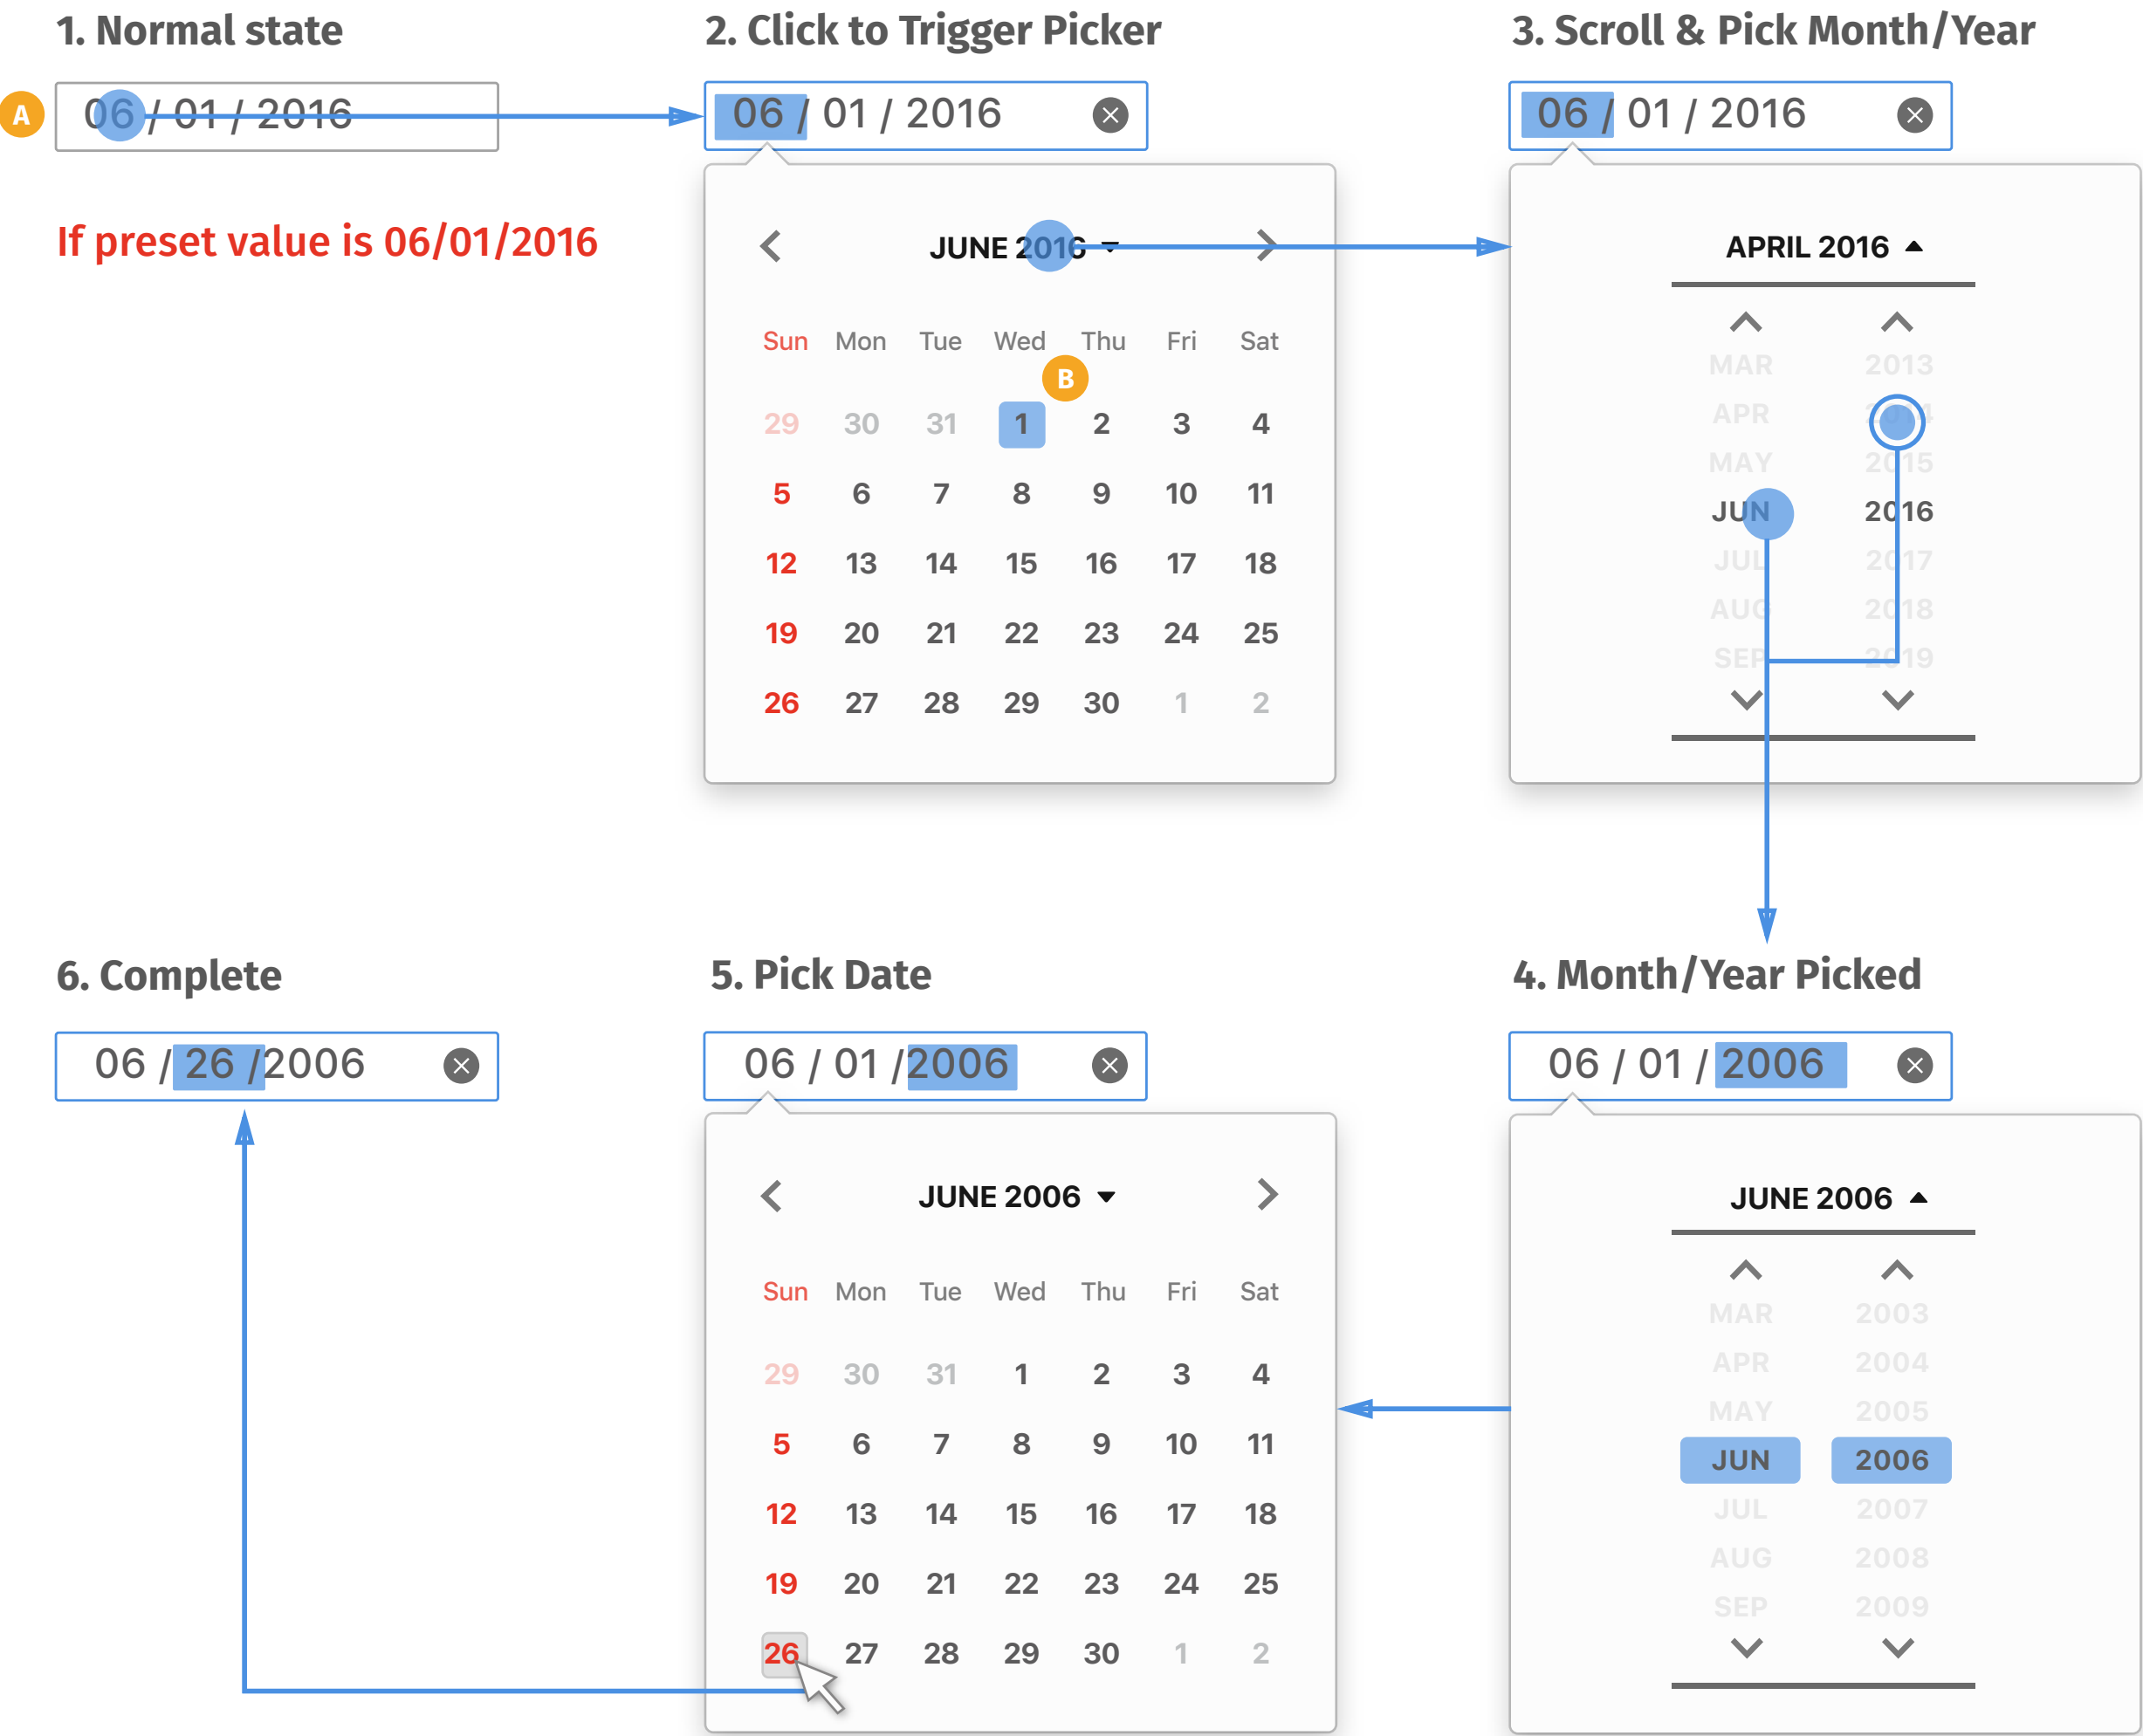 1. Normal state
A
06 / 01 / 2016
If preset value is 06/01/2016
2. Click to Trigger Picker
06 / 01 / 2016
JUNE 2016
Sun Mon Tue Wed Thu Fri Sat
B
29 30 31 1 2 3 4
5 6 7 8 9 10 11
12 13 14 15 16 17 18
19 20 21 22 23 24 25
26 27 28 29 30 1 2
3. Scroll & Pick Month/Year
06 / 01 / 2016
APRIL 2016
MAR 2013
APR 2014
MAY 2015
JUN 2016
JUL 2017
AUG 2018
SEP 2019
4. Month/Year Picked
06 / 01 / 2006
JUNE 2006
MAR 2003
APR 2004
MAY 2005
JUN 2006
JUL 2007
AUG 2008
SEP 2009
5. Pick Date
06 / 01 /2006
JUNE 2006
Sun Mon Tue Wed Thu Fri Sat
29 30 31 1 2 3 4
5 6 7 8 9 10 11
12 13 14 15 16 17 18
19 20 21 22 23 24 25
26 27 28 29 30 1 2
6. Complete
06 / 26 /2006